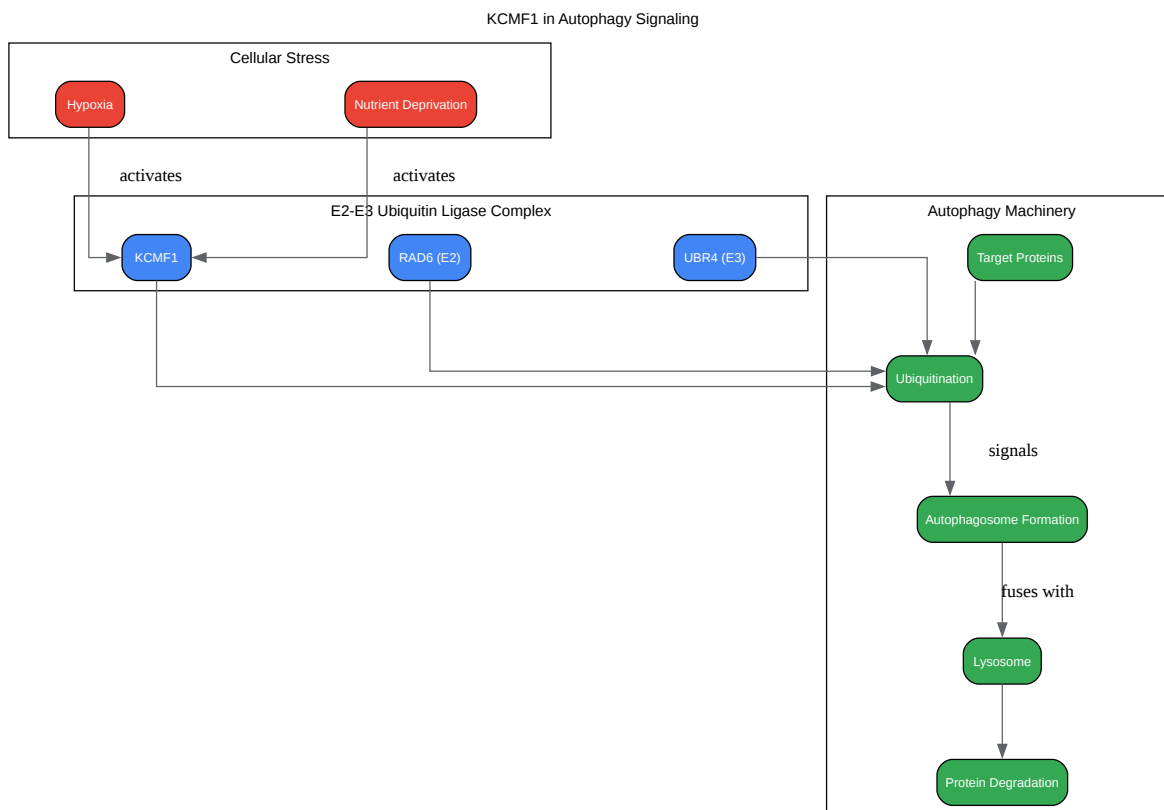 KCMF1 in Autophagy Signaling
Cellular Stress
Hypoxia
Nutrient Deprivation
activates
activates
E2-E3 Ubiquitin Ligase Complex
KCMF1
RAD6 (E2)
UBR4 (E3)
Autophagy Machinery
Target Proteins
Ubiquitination
signals
Autophagosome Formation
fuses with
Lysosome
Protein Degradation